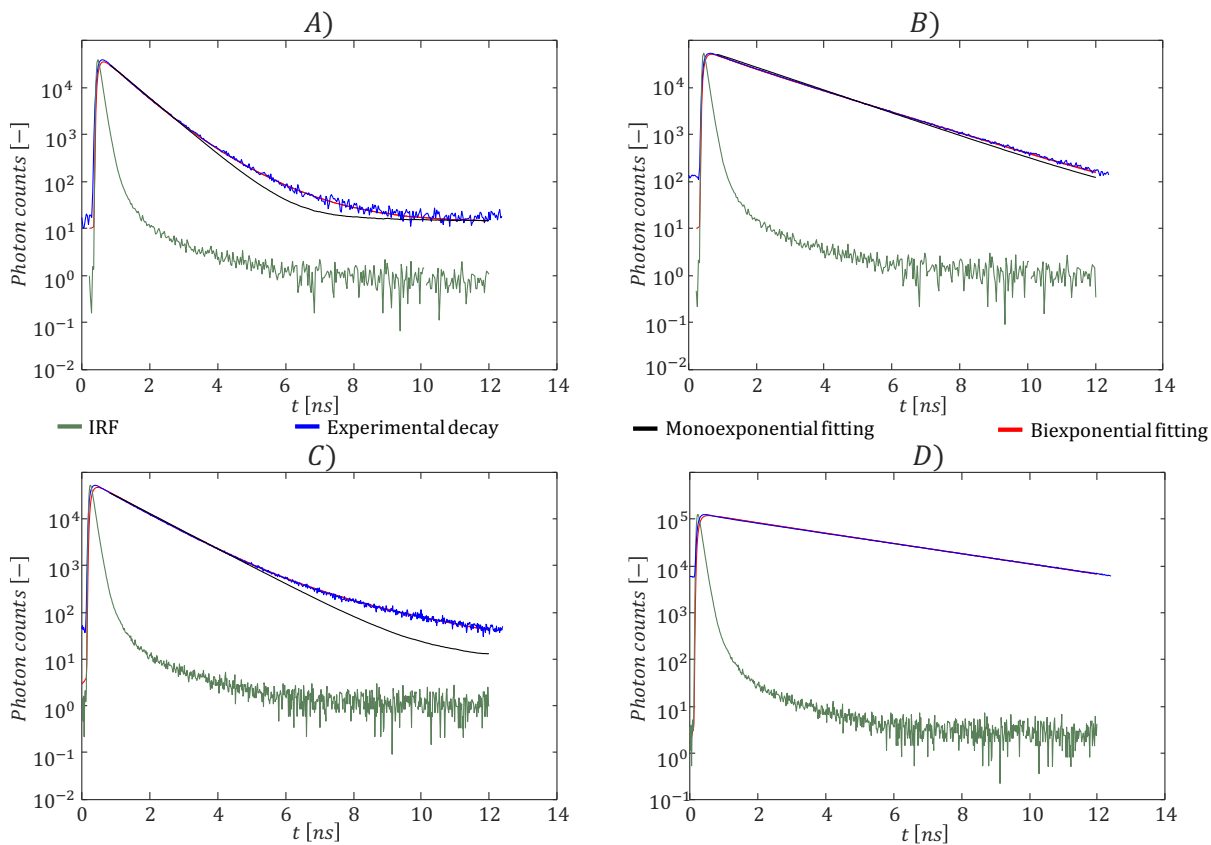 A)
B)
Photon counts [−]
10^4
10^3
10^2
10^1
10^0
10^-1
10^-2
0 2 4 6 8 10 12 14
t [ns]
Photon counts [−]
10^4
10^3
10^2
10^1
10^0
10^-1
10^-2
0 2 4 6 8 10 12 14
t [ns]
IRF
Experimental decay
Monoexponential fitting
Biexponential fitting
C)
D)
Photon counts [−]
10^4
10^3
10^2
10^1
10^0
10^-1
10^-2
0 2 4 6 8 10 12 14
t [ns]
Photon counts [−]
10^5
10^4
10^3
10^2
10^1
10^0
10^-1
0 2 4 6 8 10 12 14
t [ns]